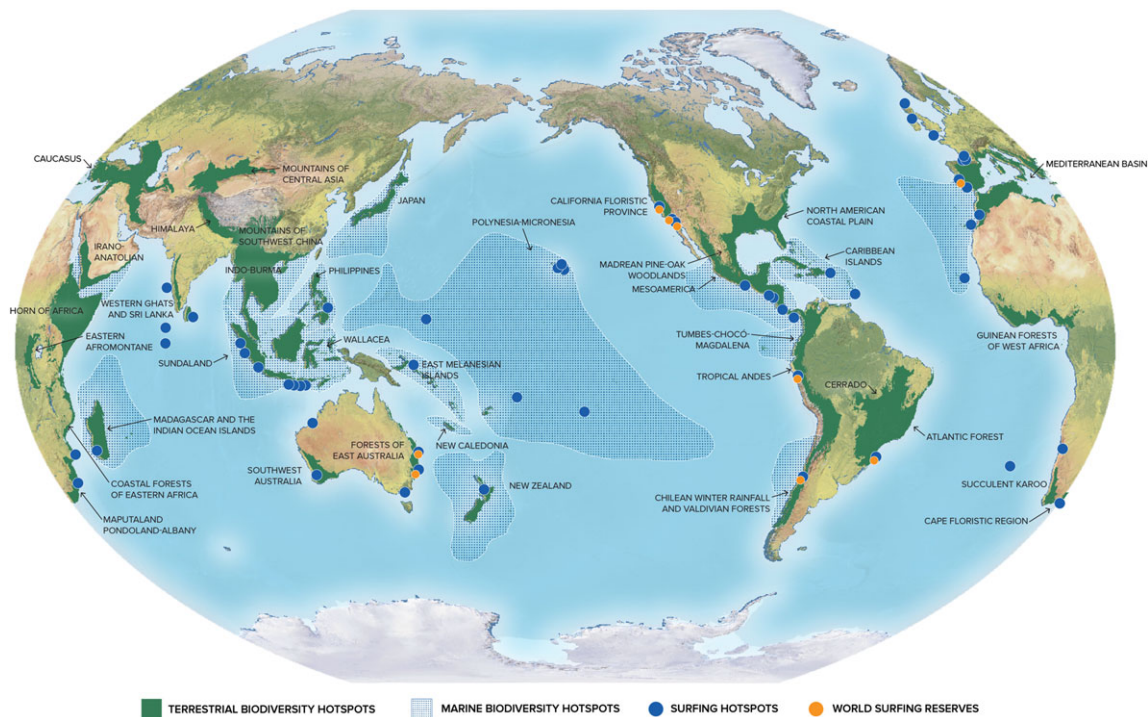 CAUCASUS
MOUNTAINS OF
CENTRAL ASIA
JAPAN
HIMALAYA
MOUNTAINS OF
SOUTHWEST CHINA
IRANO-
ANATOLIAN
INDO-BURMA
PHILIPPINES
HORN OF AFRICA
WESTERN GHATS
AND SRI LANKA
EASTERN
AFROMONTANE
SUNDALAND
WALLACEA
EAST MELANESIAN
ISLANDS
MADAGASCAR AND THE
INDIAN OCEAN ISLANDS
COASTAL FORESTS
OF EASTERN AFRICA
MAPUTALAND
PONDOLAND-ALBANY
SOUTHWEST
AUSTRALIA
FORESTS OF
EAST AUSTRALIA
NEW CALEDONIA
NEW ZEALAND
POLYNESIA-MICRONESIA
CALIFORNIA FLORISTIC
PROVINCE
NORTH AMERICAN
COASTAL PLAIN
MADREAN PINE-OAK
WOODLANDS
MESOAMERICA
CARIBBEAN
ISLANDS
TUMBES-CHOCÓ-
MAGDALENA
TROPICAL ANDES
CERRADO
ATLANTIC FOREST
CHILEAN WINTER RAINFALL
AND VALDIVIAN FORESTS
MEDITERRANEAN BASIN
GUINEAN FORESTS
OF WEST AFRICA
SUCCULENT KAROO
CAPE FLORISTIC REGION
TERRESTRIAL BIODIVERSITY HOTSPOTS
MARINE BIODIVERSITY HOTSPOTS
SURFING HOTSPOTS
WORLD SURFING RESERVES